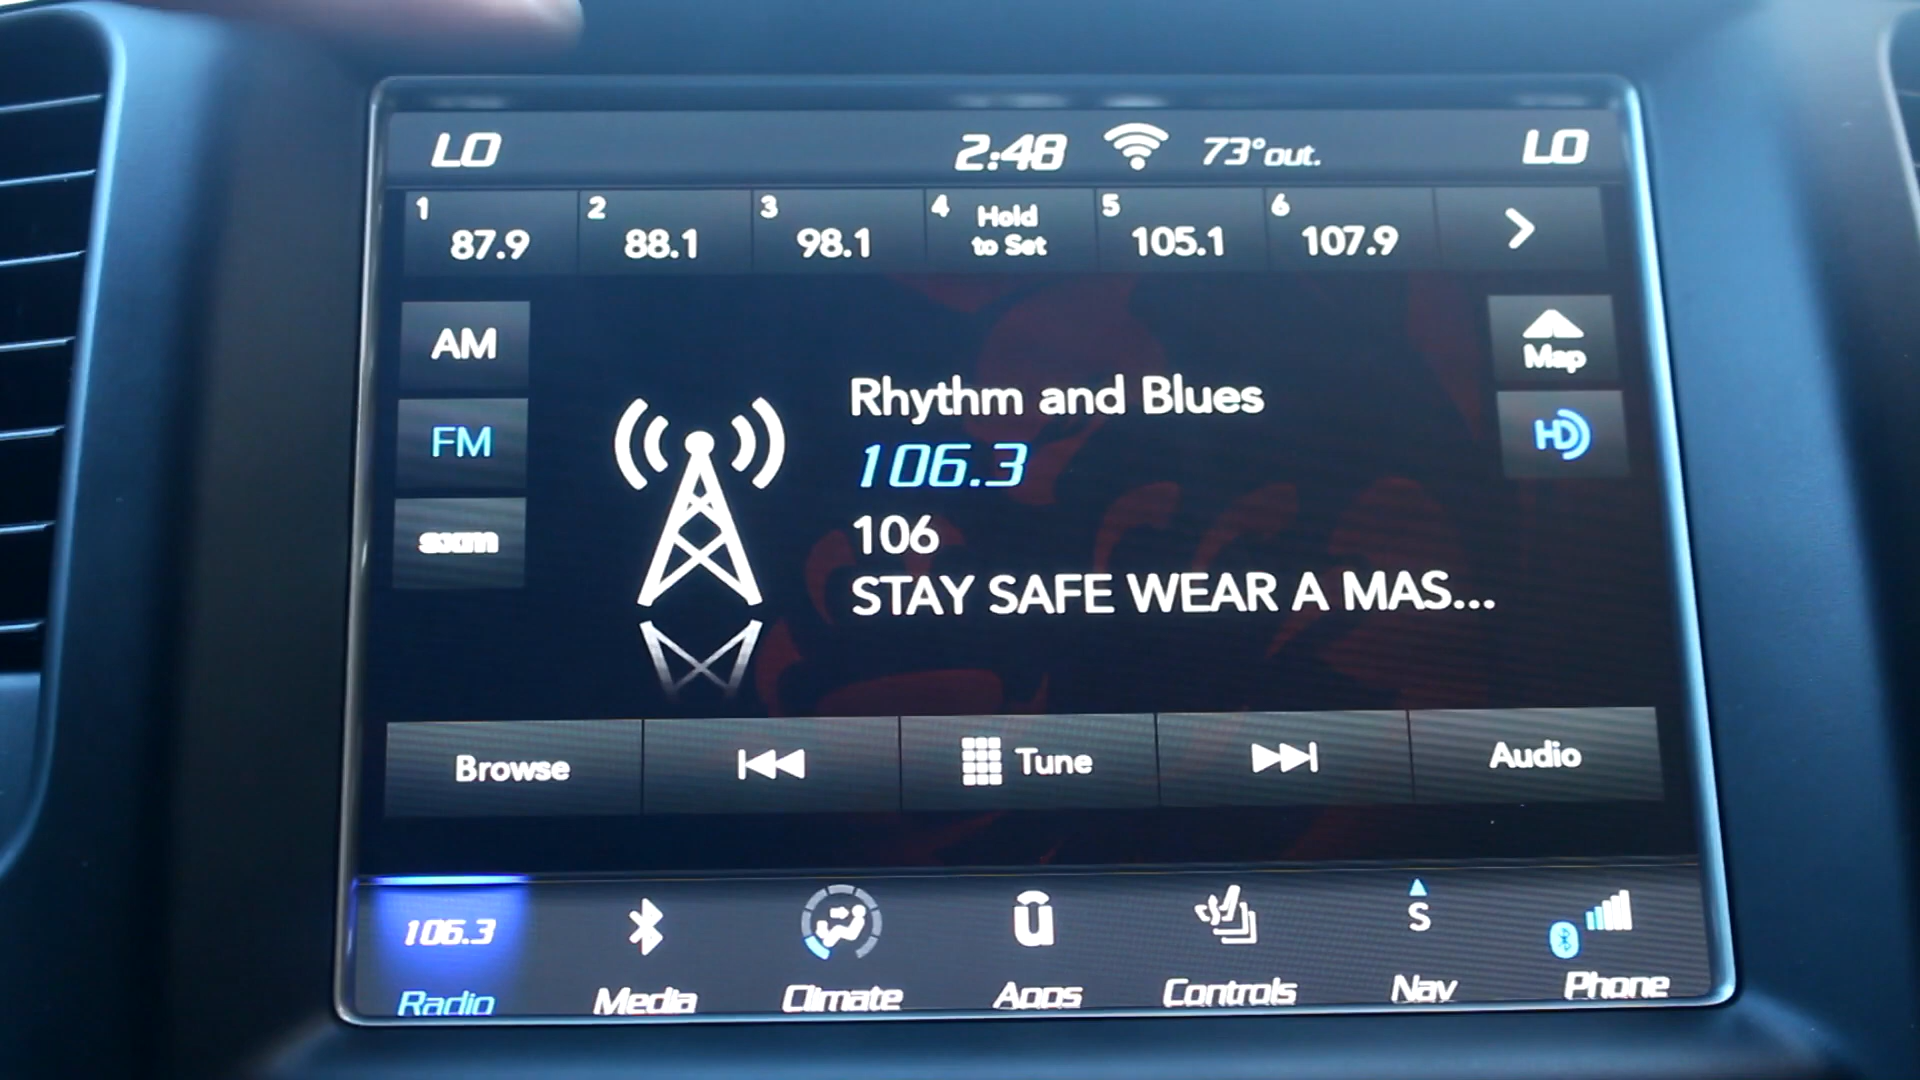 LO 2:48 73°out. LO
1 87.9 2 88.1 3 98.1 4 Hold to Set 5 105.1 6 107.9
AM
Map
FM
HD
sxm
Rhythm and Blues
106.3
106
STAY SAFE WEAR A MAS...
Browse Tune Audio
106.3 u S
Radio Media Climate Apps Controls Nav Phone